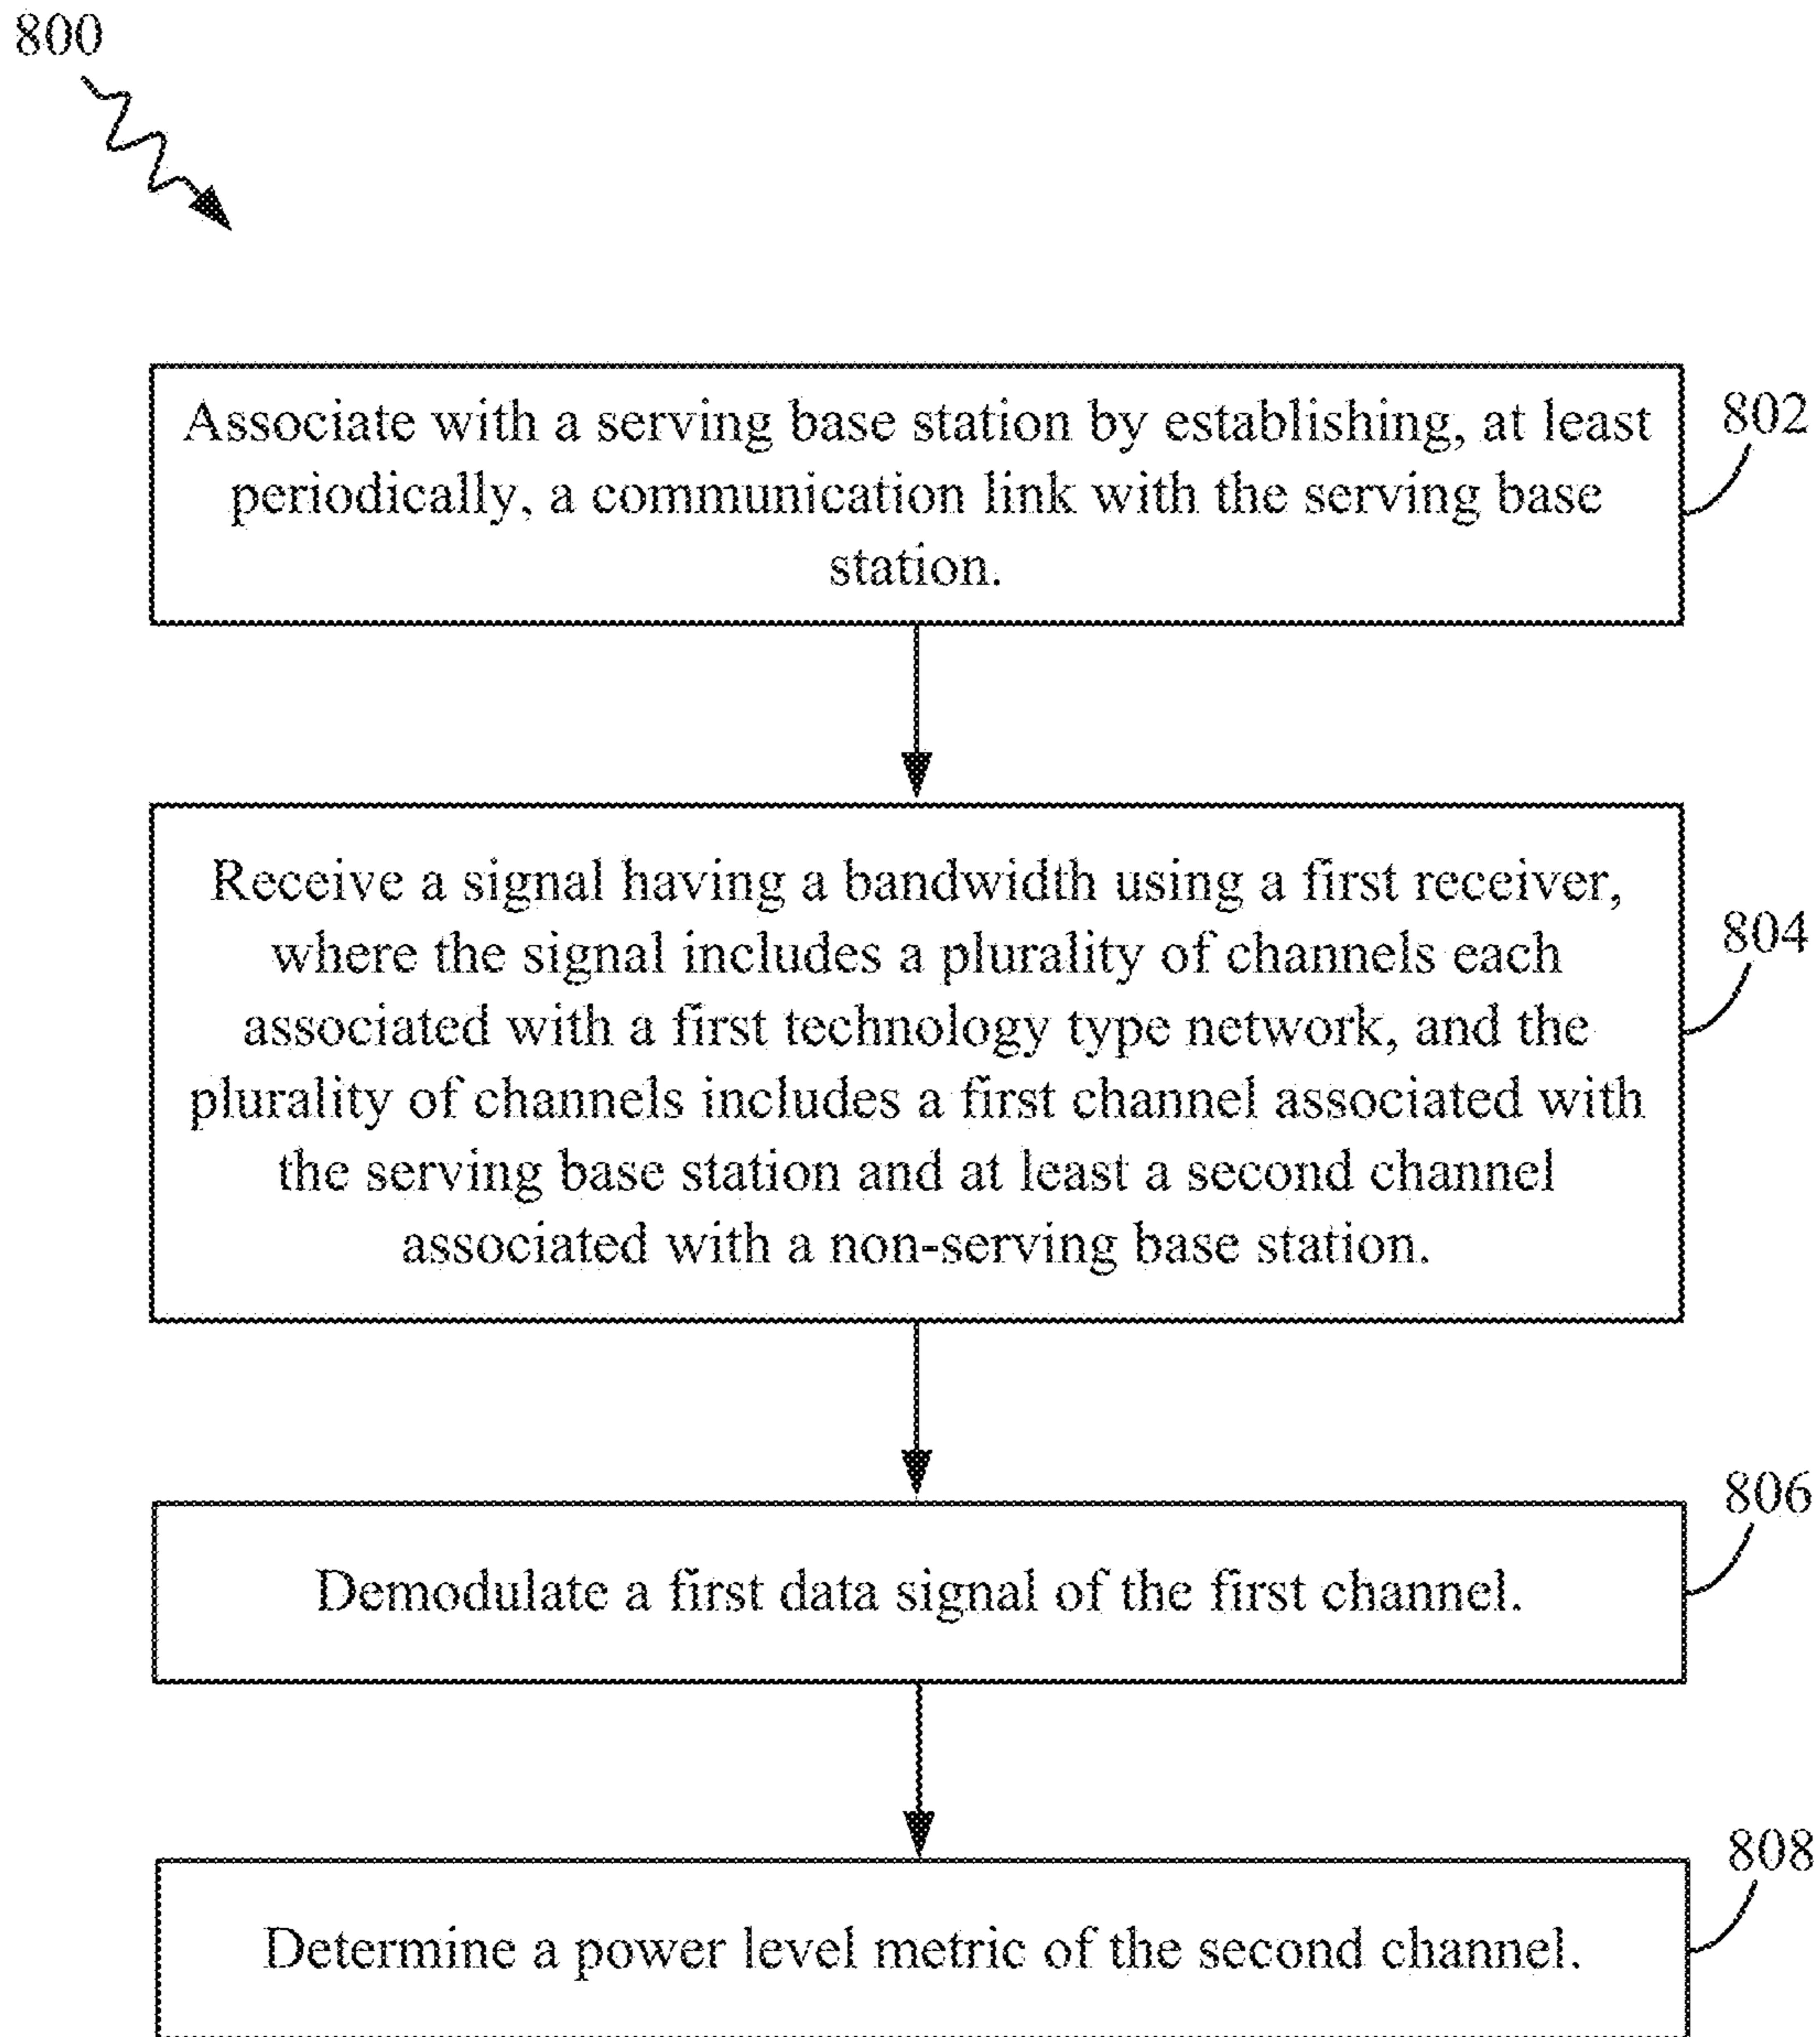 800
Associate with a serving base station by establishing, at least
periodically, a communication link with the serving base
station.
802
Receive a signal having a bandwidth using a first receiver,
where the signal includes a plurality of channels each
associated with a first technology type network, and the
plurality of channels includes a first channel associated with
the serving base station and at least a second channel
associated with a non-serving base station.
804
Demodulate a first data signal of the first channel.
806
Determine a power level metric of the second channel.
808